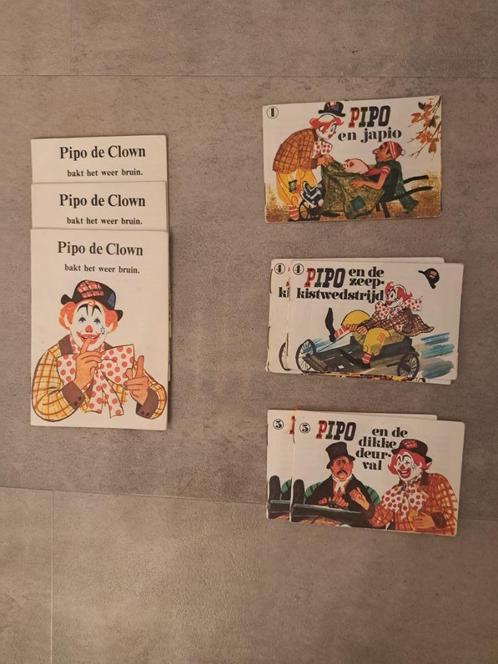 Pipo de Clown
bakt het weer bruin.
Pipo de Clown
bakt het weer bruin.
Pipo de Clown
bakt het weer bruin.
1
PIPO
en japio
4
4
PIPO en de
zeep-
kistwedstrijd
5
5
PIPO en de
dikke
deur-
val